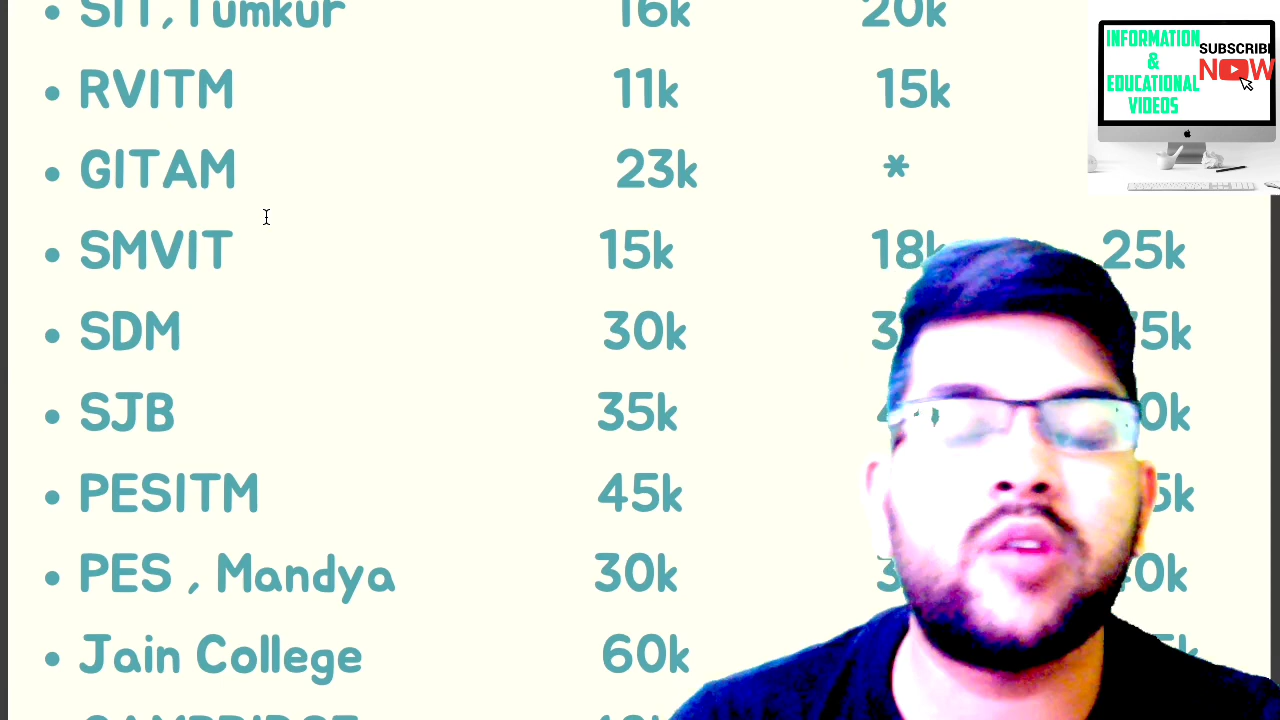 SIT, Tumkur 16k 20k
RVITM 11k 15k
GITAM 23k *
SMVIT 15k 18k 25k
SDM 30k
SJB 35k
PESITM 45k
PES , Mandya 30k
Jain College 60k
INFORMATION
&
EDUCATIONAL
VIDEOS
SUBSCRIBE
NOW